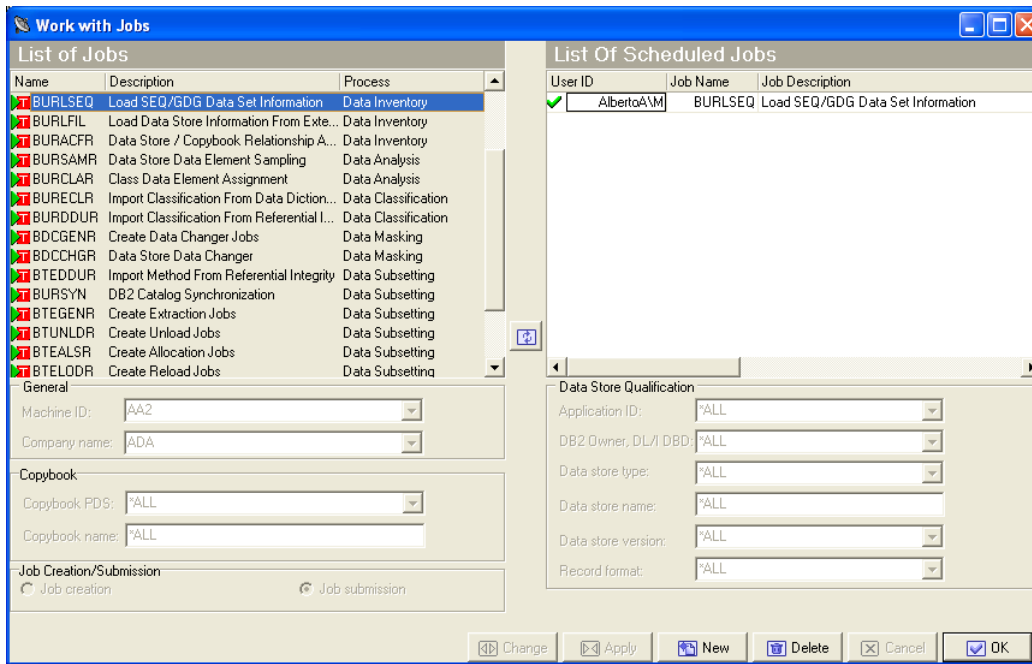 Work with Jobs
List of Jobs
Name Description Process
BURLSEQ Load SEQ/GDG Data Set Information Data Inventory
BURLFIL Load Data Store Information From Exte... Data Inventory
BURACFR Data Store / Copybook Relationship A... Data Inventory
BURSAMR Data Store Data Element Sampling Data Analysis
BURCLAR Class Data Element Assignment Data Analysis
BURECLR Import Classification From Data Diction... Data Classification
BURDDUR Import Classification From Referential I... Data Classification
BDCGENR Create Data Changer Jobs Data Masking
BDCCHGR Data Store Data Changer Data Masking
BTEDDUR Import Method From Referential Integrity Data Subsetting
BURSYN DB2 Catalog Synchronization Data Subsetting
BTEGENR Create Extraction Jobs Data Subsetting
BTUNLDR Create Unload Jobs Data Subsetting
BTEALSR Create Allocation Jobs Data Subsetting
BTELODR Create Reload Jobs Data Subsetting
List Of Scheduled Jobs
User ID Job Name Job Description
AlbertoA\M BURLSEQ Load SEQ/GDG Data Set Information
General
Machine ID: AA2
Company name: ADA
Copybook
Copybook PDS: *ALL
Copybook name: *ALL
Job Creation/Submission
Job creation Job submission
Data Store Qualification
Application ID: *ALL
DB2 Owner, DL/I DBD: *ALL
Data store type: *ALL
Data store name: *ALL
Data store version: *ALL
Record format: *ALL
Change Apply New Delete Cancel OK